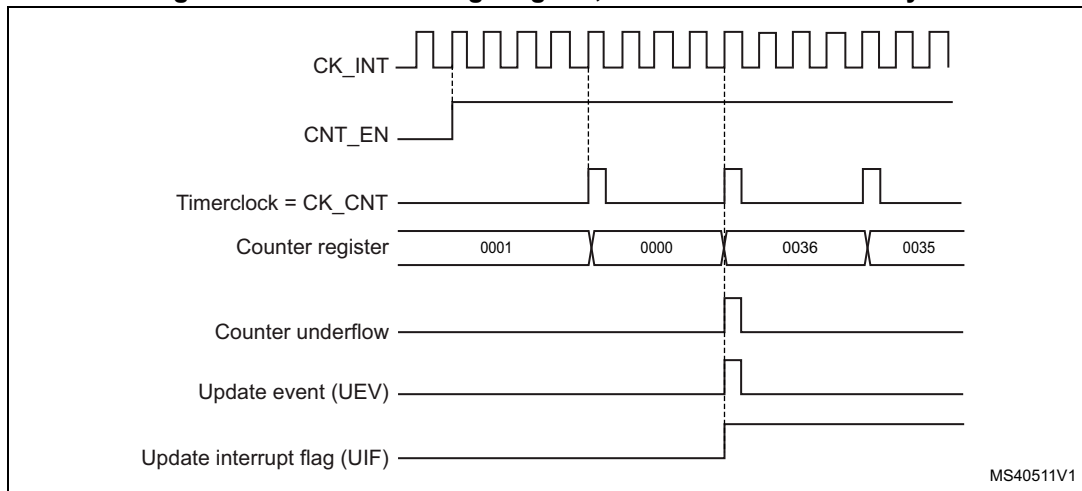 CK_INT
CNT_EN
Timerclock = CK_CNT
Counter register
0001 0000 0036 0035
Counter underflow
Update event (UEV)
Update interrupt flag (UIF)
MS40511V1